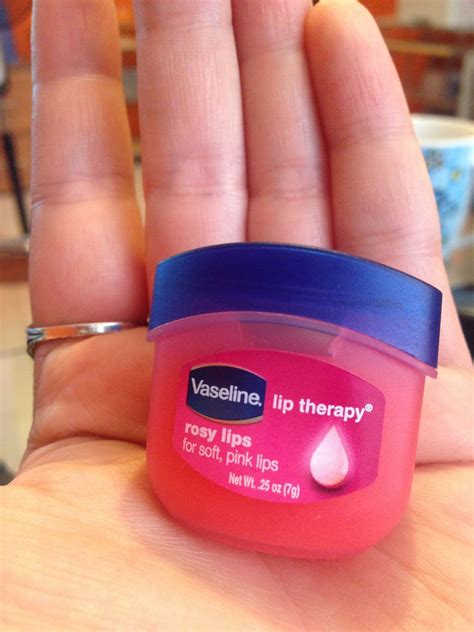 Vaseline. lip therapy®
rosy lips
for soft, pink lips
Net Wt. .25 oz (7g)